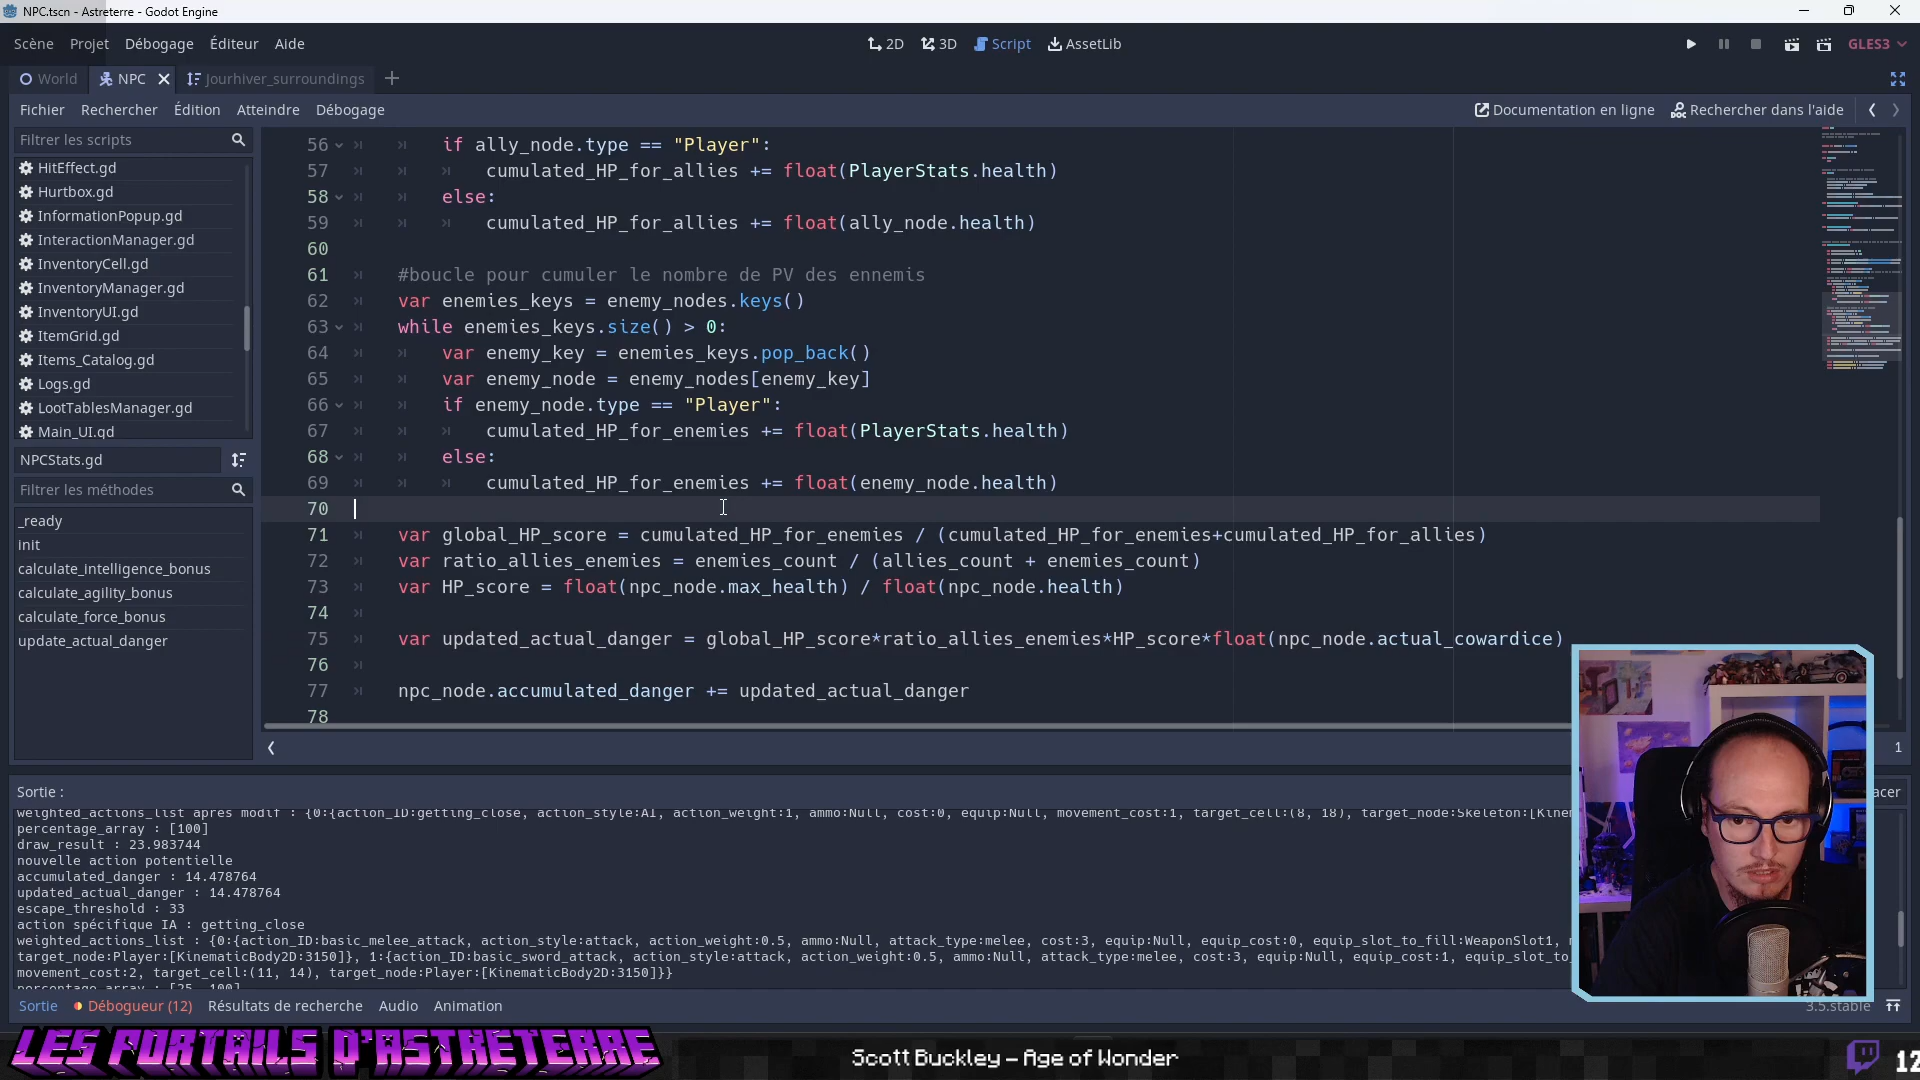 NPC.tscn - Astreterre - Godot Engine
Scène Projet Débogage Éditeur Aide
2D 3D Script AssetLib
GLES3
World NPC Jourhiver_surroundings
Fichier Rechercher Édition Atteindre Débogage
Documentation en ligne Rechercher dans l'aide
Filtrer les scripts
HitEffect.gd
Hurtbox.gd
InformationPopup.gd
InteractionManager.gd
InventoryCell.gd
InventoryManager.gd
InventoryUI.gd
ItemGrid.gd
Items_Catalog.gd
Logs.gd
LootTablesManager.gd
Main_UI.gd
NPCStats.gd
Filtrer les méthodes
_ready
init
calculate_intelligence_bonus
calculate_agility_bonus
calculate_force_bonus
update_actual_danger
56 if ally_node.type == "Player":
57 cumulated_HP_for_allies += float(PlayerStats.health)
58 else:
59 cumulated_HP_for_allies += float(ally_node.health)
60
61 #boucle pour cumuler le nombre de PV des ennemis
62 var enemies_keys = enemy_nodes.keys()
63 while enemies_keys.size() > 0:
64 var enemy_key = enemies_keys.pop_back()
65 var enemy_node = enemy_nodes[enemy_key]
66 if enemy_node.type == "Player":
67 cumulated_HP_for_enemies += float(PlayerStats.health)
68 else:
69 cumulated_HP_for_enemies += float(enemy_node.health)
70
71 var global_HP_score = cumulated_HP_for_enemies / (cumulated_HP_for_enemies+cumulated_HP_for_allies)
72 var ratio_allies_enemies = enemies_count / (allies_count + enemies_count)
73 var HP_score = float(npc_node.max_health) / float(npc_node.health)
74
75 var updated_actual_danger = global_HP_score*ratio_allies_enemies*HP_score*float(npc_node.actual_cowardice)
76
77 npc_node.accumulated_danger += updated_actual_danger
78
1
Sortie :
acer
weighted_actions_list après modif : {0:{action_ID:getting_close, action_style:AI, action_weight:1, ammo:Null, cost:0, equip:Null, movement_cost:1, target_cell:(8, 18), target_node:Skeleton:[Kinem
percentage_array : [100]
draw_result : 23.983744
nouvelle action potentielle
accumulated_danger : 14.478764
updated_actual_danger : 14.478764
escape_threshold : 33
action spécifique IA : getting_close
weighted_actions_list : {0:{action_ID:basic_melee_attack, action_style:attack, action_weight:0.5, ammo:Null, attack_type:melee, cost:3, equip:Null, equip_cost:0, equip_slot_to_fill:WeaponSlot1,
target_node:Player:[KinematicBody2D:3150]}, 1:{action_ID:basic_sword_attack, action_style:attack, action_weight:0.5, ammo:Null, attack_type:melee, cost:3, equip:Null, equip_cost:1, equip_slot_to_
movement_cost:2, target_cell:(11, 14), target_node:Player:[KinematicBody2D:3150]}}
percentage_array : [25, 100]
Sortie Débogueur (12) Résultats de recherche Audio Animation
3.5.stable
LES PORTAILS D'ASTRETERRE
Scott Buckley – Age of Wonder
12